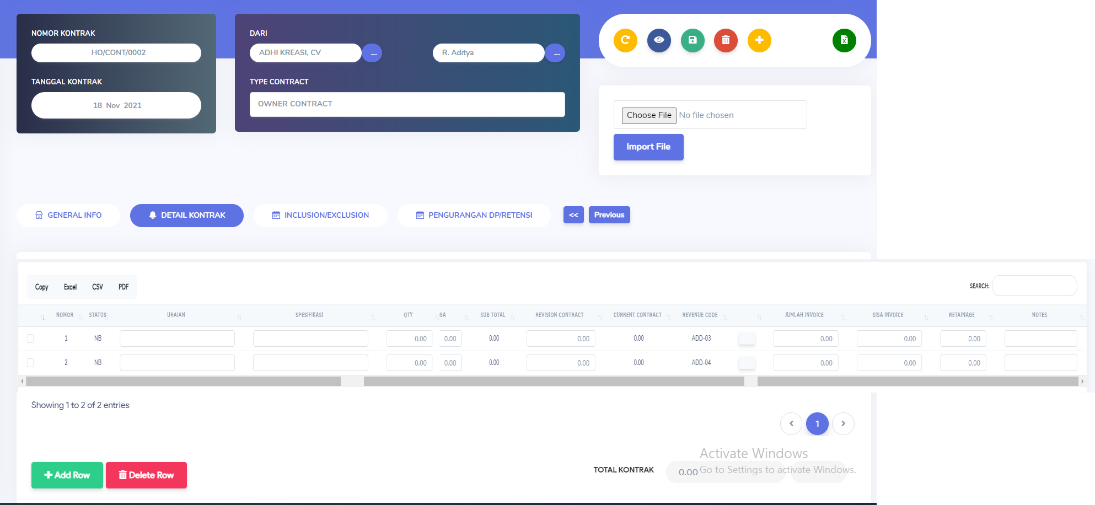 NOMOR KONTRAK
HO/CONT/0002
TANGGAL KONTRAK
18 Nov 2021
DARI
ADHI KREASI, CV ... R. Aditya ...
TYPE CONTRACT
OWNER CONTRACT
Choose File No file chosen
Import File
GENERAL INFO DETAIL KONTRAK INCLUSION/EXCLUSION PENGURANGAN DP/RETENSI << Previous
Copy Excel CSV PDF SEARCH:
NOMOR STATUS URAIAN SPESIFIKASI QTY SUB TOTAL REVISION CONTRACT CURRENT CONTRACT REVENUE CODE JUMLAH INVOICE SISA INVOICE RETAINAGE NOTES
1 NB 0.00 0.00 0.00 0.00 0.00 ADD-03 0.00 0.00 0.00
2 NB 0.00 0.00 0.00 0.00 0.00 ADD-04 0.00 0.00 0.00
Showing 1 to 2 of 2 entries
1
Add Row Delete Row
TOTAL KONTRAK 0.00
Activate Windows
Go to Settings to activate Windows.